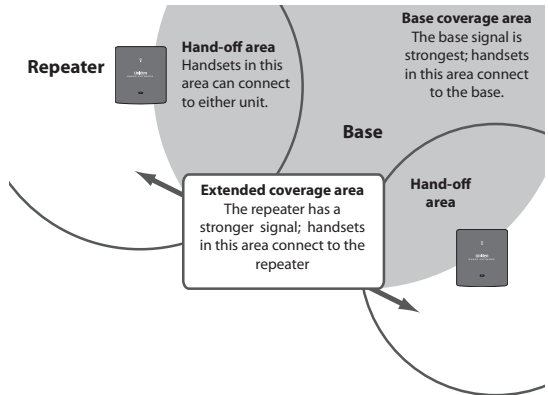 Repeater
Hand-off area
Handsets in this
area can connect
to either unit.
Base coverage area
The base signal is
strongest; handsets
in this area connect
to the base.
Base
Extended coverage area
The repeater has a
stronger signal; handsets
in this area connect to the
repeater
Hand-off
area